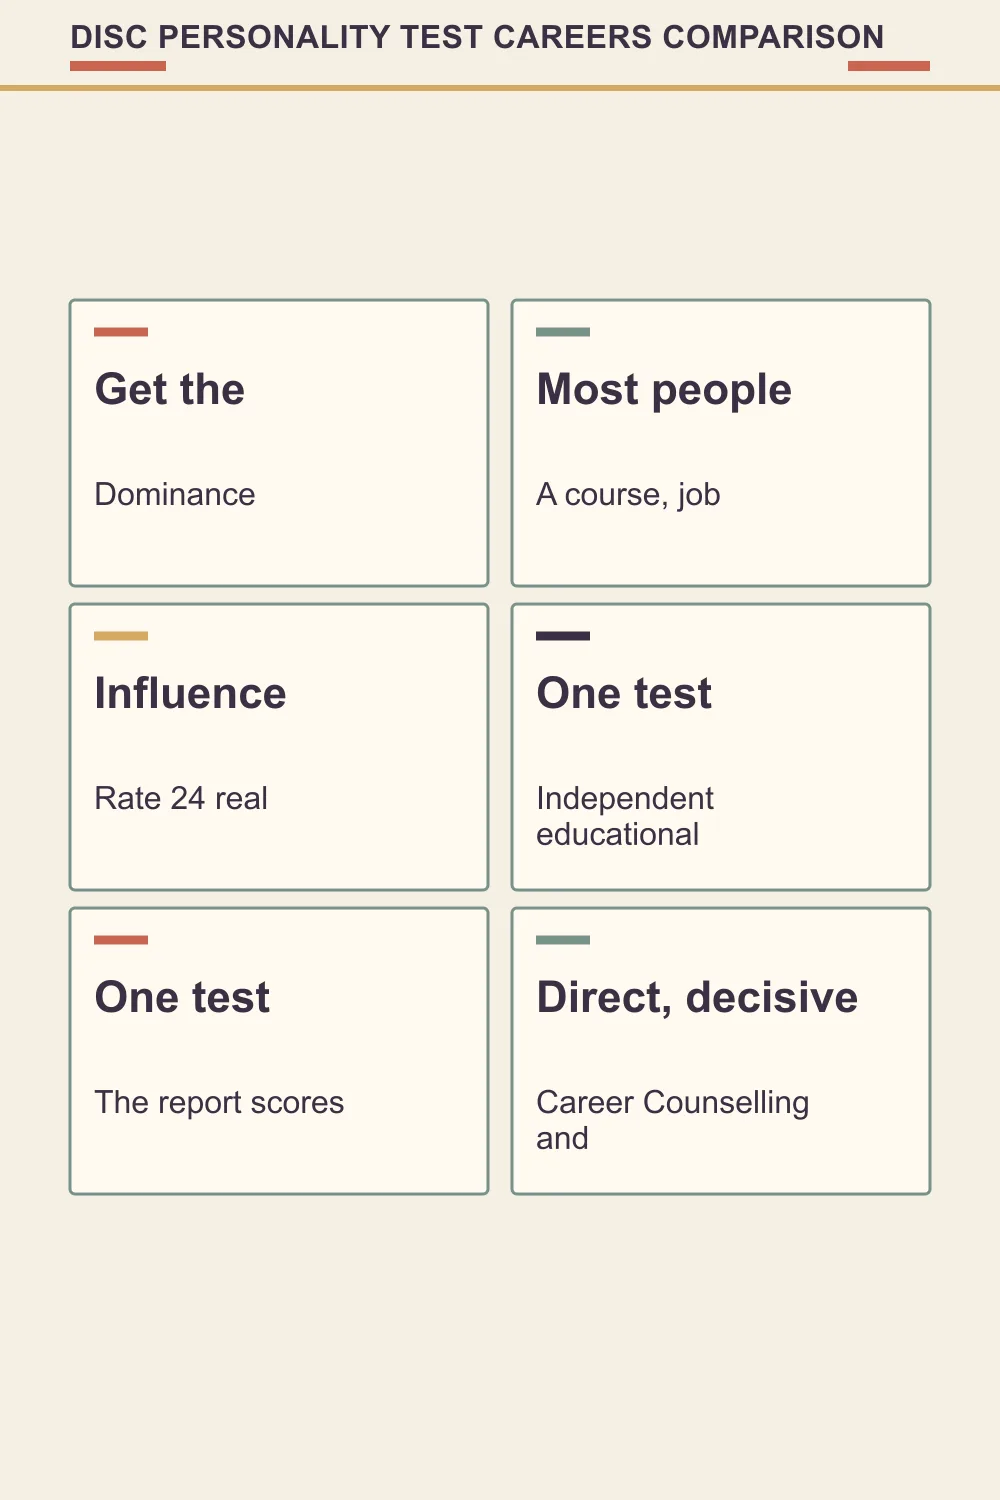 DISC PERSONALITY TEST CAREERS COMPARISON
Get the
Dominance
Most people
A course, job
Influence
Rate 24 real
One test
Independent
educational
One test
The report scores
Direct, decisive
Career Counselling
and